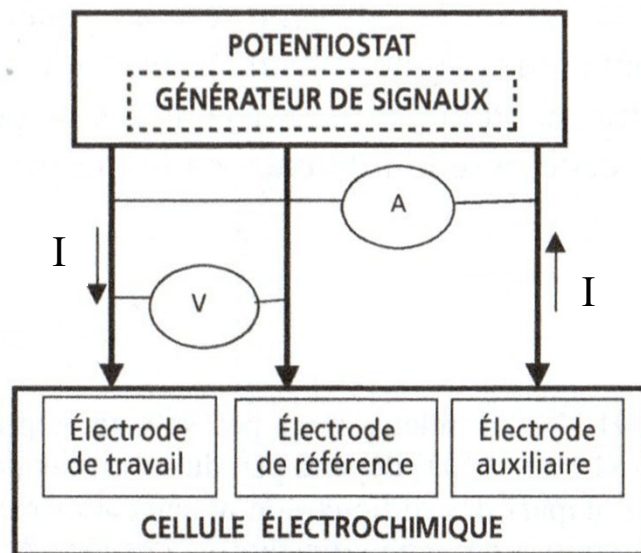 POTENTIOSTAT
GÉNÉRATEUR DE SIGNAUX
A
I
I
V
Électrode
de travail
Électrode
de référence
Électrode
auxiliaire
CELLULE ÉLECTROCHIMIQUE